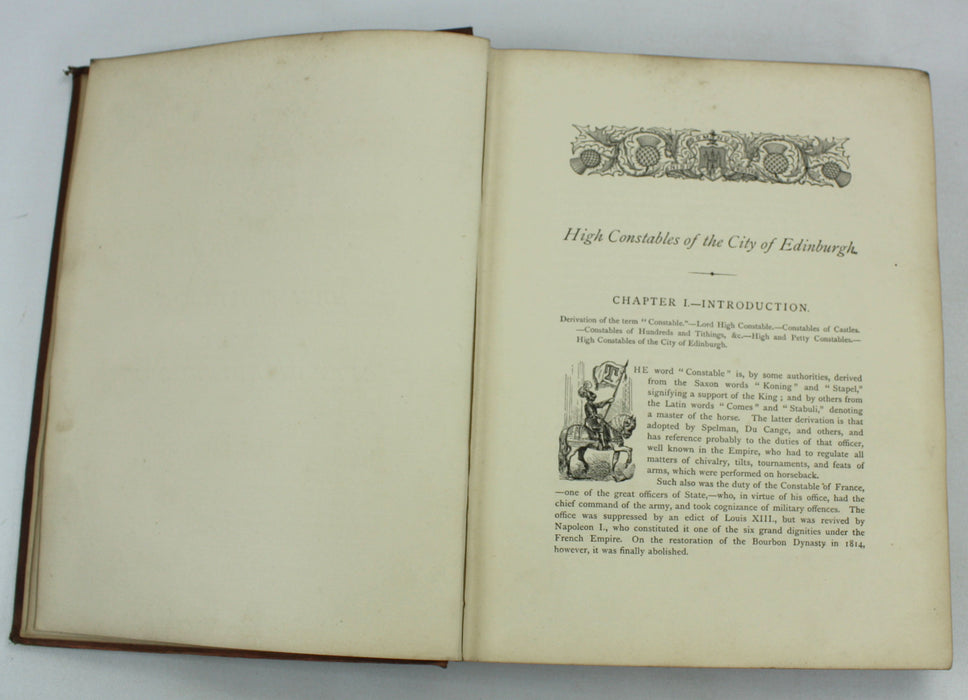 High Constables of the City of Edinburgh.
CHAPTER I.—INTRODUCTION.
Derivation of the term "Constable."—Lord High Constable.—Constables of Castles.
—Constables of Hundreds and Tithings, &c.—High and Petty Constables.—
High Constables of the City of Edinburgh.
THE word "Constable" is, by some authorities, derived
from the Saxon words "Koning" and "Stapel,"
signifying a support of the King; and by others from
the Latin words "Comes" and "Stabuli," denoting
a master of the horse. The latter derivation is that
adopted by Spelman, Du Cange, and others, and
has reference probably to the duties of that officer,
well known in the Empire, who had to regulate all
matters of chivalry, tilts, tournaments, and feats of
arms, which were performed on horseback.
Such also was the duty of the Constable of France,
—one of the great officers of State,—who, in virtue of his office, had the
chief command of the army, and took cognizance of military offences. The
office was suppressed by an edict of Louis XIII., but was revived by
Napoleon I., who constituted it one of the six grand dignities under the
French Empire. On the restoration of the Bourbon Dynasty in 1814,
however, it was finally abolished.